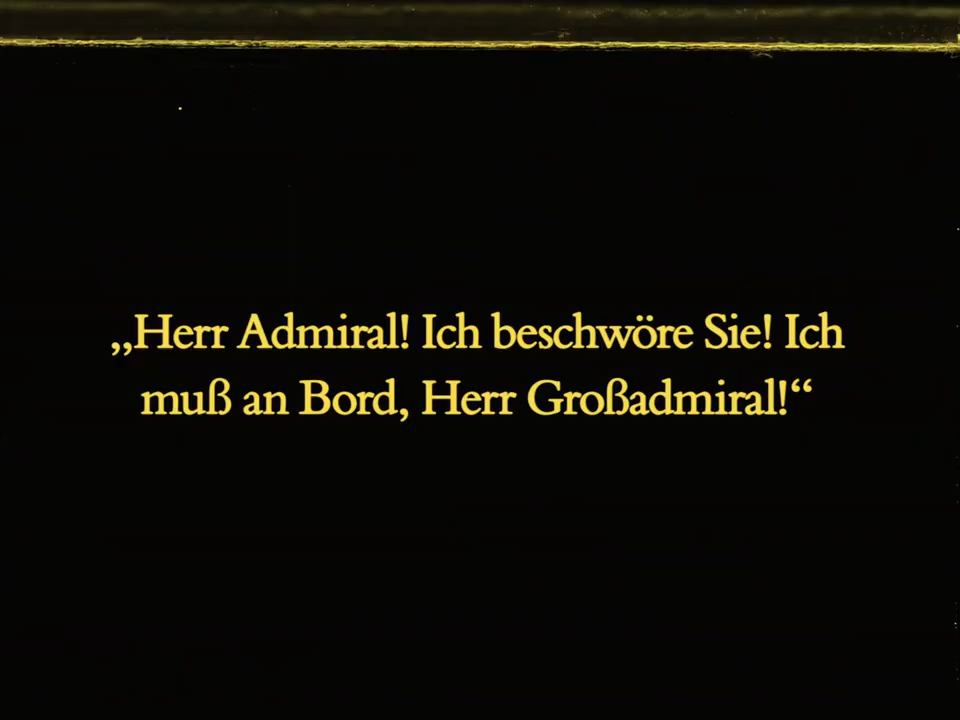 „Herr Admiral! Ich beschwöre Sie! Ich
muß an Bord, Herr Großadmiral!“